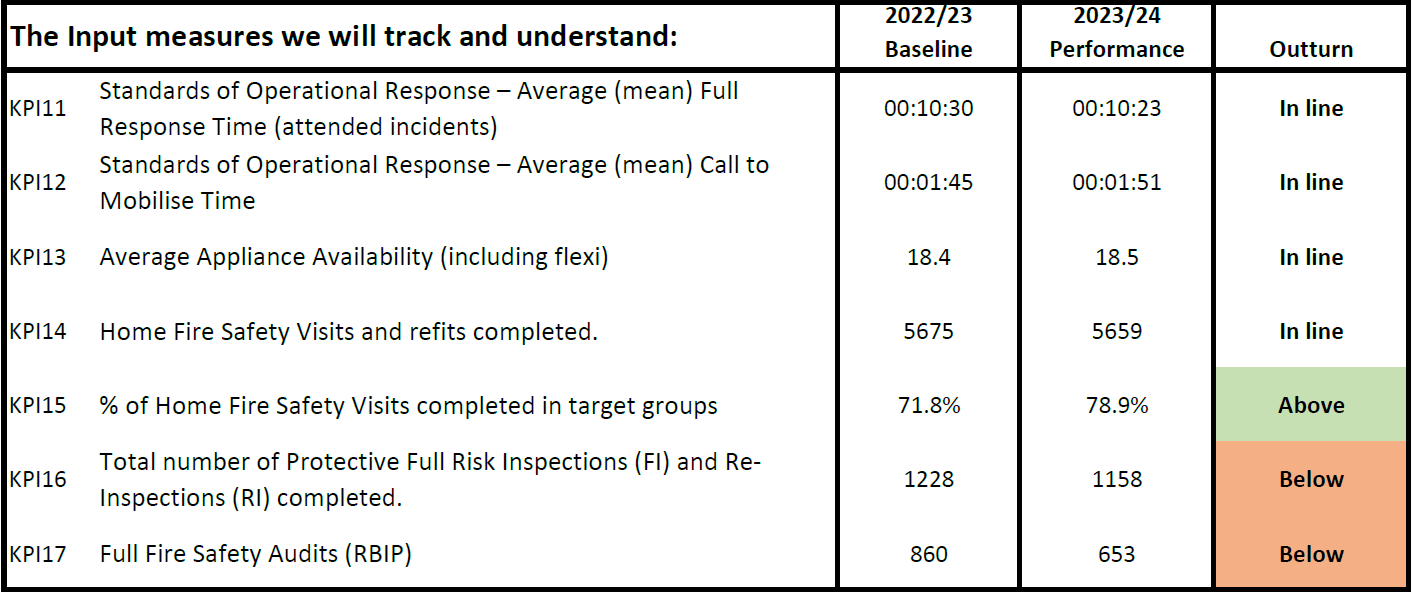 The Input measures we will track and understand: 2022/23 Baseline 2023/24 Performance Outturn
KPI11 Standards of Operational Response – Average (mean) Full
Response Time (attended incidents) 00:10:30 00:10:23 In line
KPI12 Standards of Operational Response – Average (mean) Call to
Mobilise Time 00:01:45 00:01:51 In line
KPI13 Average Appliance Availability (including flexi) 18.4 18.5 In line
KPI14 Home Fire Safety Visits and refits completed. 5675 5659 In line
KPI15 % of Home Fire Safety Visits completed in target groups 71.8% 78.9% Above
KPI16 Total number of Protective Full Risk Inspections (FI) and Re-
Inspections (RI) completed. 1228 1158 Below
KPI17 Full Fire Safety Audits (RBIP) 860 653 Below